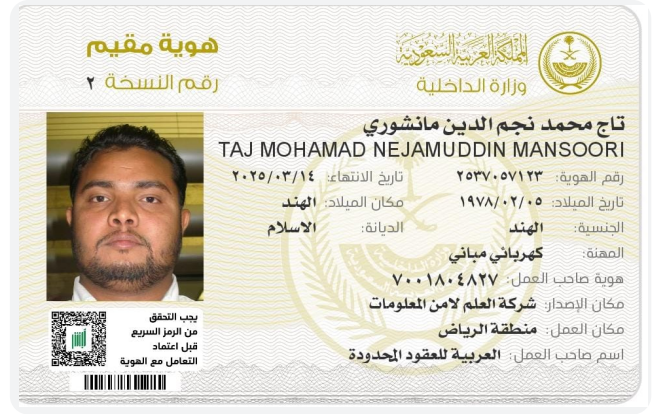 المملكة العربية السعودية
وزارة الداخلية
هوية مقيم
رقم النسخة ٢
تاج محمد نجم الدين مانشوري
TAJ MOHAMAD NEJAMUDDIN MANSOORI
رقم الهوية: ٢٥٣٧٠٥٧١٢٣ تاريخ الانتهاء: ٢٠٢٥/٠٣/١٤
تاريخ الميلاد: ١٩٧٨/٠٢/٠٥ مكان الميلاد: الهند
الجنسية: الهند الديانة: الاسلام
المهنة: كهربائي مباني
هوية صاحب العمل: ٧٠٠١٨٠٤٨٢٧
مكان الإصدار: شركة العلم لامن المعلومات
مكان العمل: منطقة الرياض
اسم صاحب العمل: العربية للعقود المحدودة
يجب التحقق
من الرمز السريع
قبل اعتماد
التعامل مع الهوية
أبشر